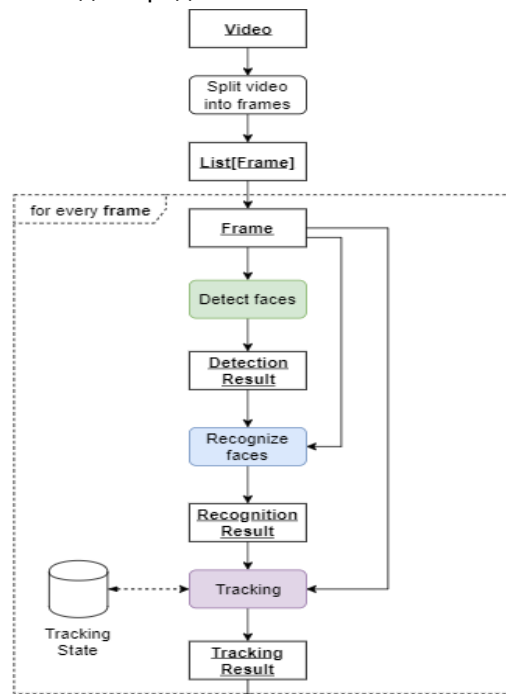 Video
Split video
into frames
List[Frame]
for every frame
Frame
Detect faces
Detection
Result
Recognize
faces
Recognition
Result
Tracking
Tracking
State
Tracking
Result